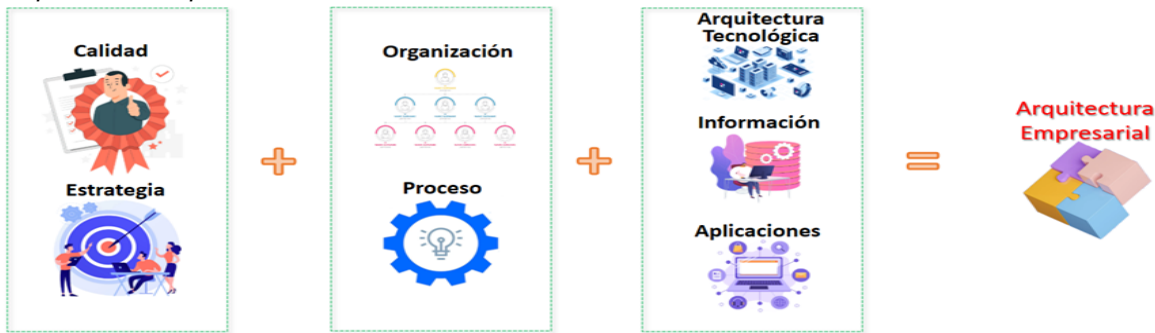 Calidad
Estrategia
+
Organización
Proceso
+
Arquitectura
Tecnológica
Información
Aplicaciones
=
Arquitectura
Empresarial